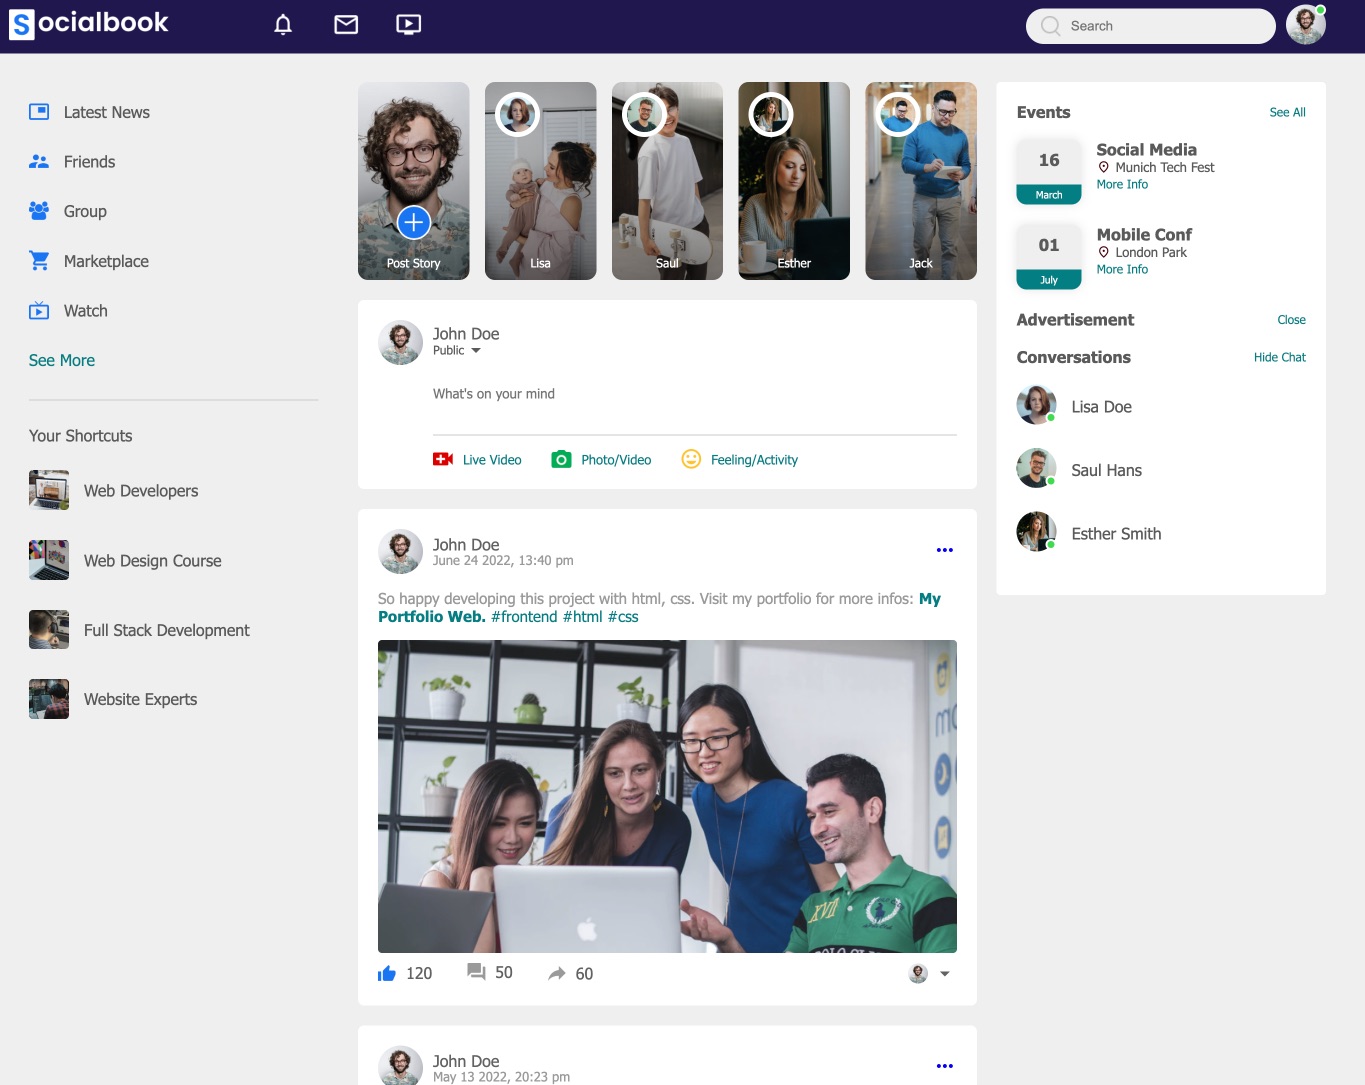 Socialbook
Search
Latest News
Friends
Group
Marketplace
Watch
See More
Your Shortcuts
Web Developers
Web Design Course
Full Stack Development
Website Experts
Post Story
Lisa
Saul
Esther
Jack
John Doe
Public
What's on your mind
Live Video
Photo/Video
Feeling/Activity
John Doe
June 24 2022, 13:40 pm
So happy developing this project with html, css. Visit my portfolio for more infos: My
Portfolio Web. #frontend #html #css
XVII
120
50
60
John Doe
May 13 2022, 20:23 pm
Events
See All
16
March
Social Media
Munich Tech Fest
More Info
01
July
Mobile Conf
London Park
More Info
Advertisement
Close
Conversations
Hide Chat
Lisa Doe
Saul Hans
Esther Smith